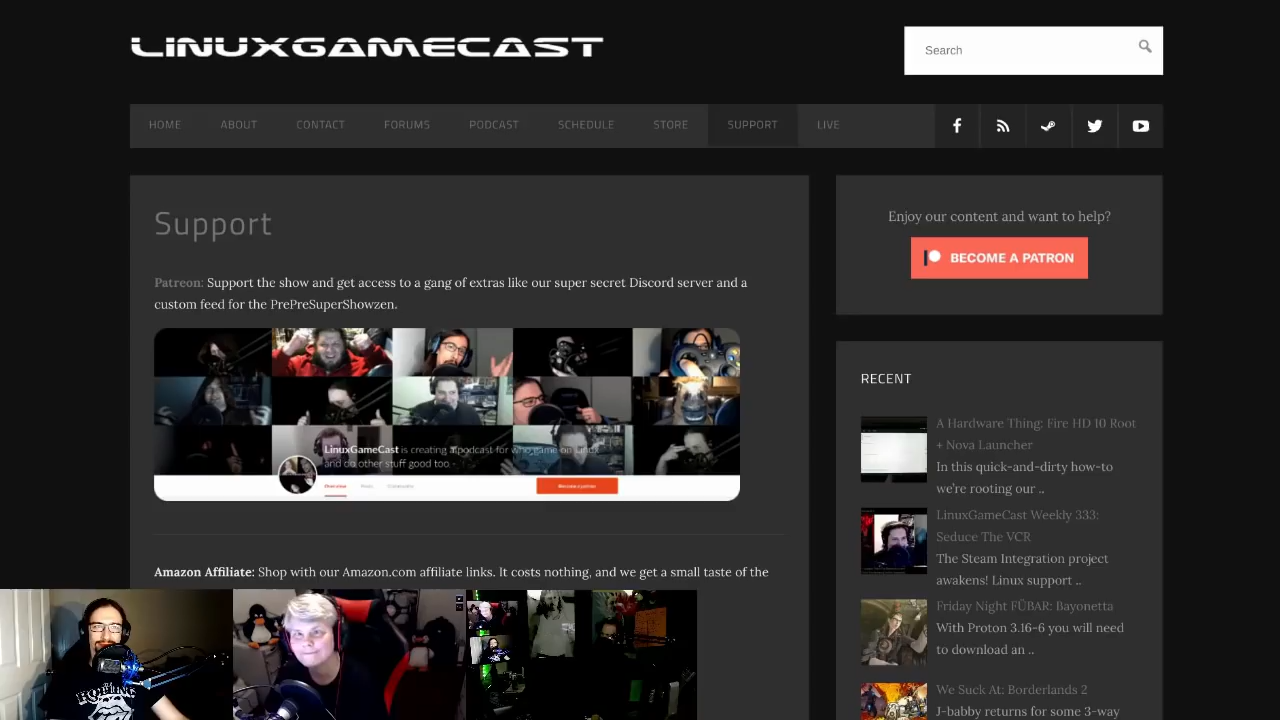 LINUXGAMECAST
Search
HOME ABOUT CONTACT FORUMS PODCAST SCHEDULE STORE SUPPORT LIVE
Support
Patreon: Support the show and get access to a gang of extras like our super secret Discord server and a
custom feed for the PrePreSuperShowzen.
LinuxGameCast is creating a podcast for who game on Linux
and do other stuff good too
Overview
Become a patron
Amazon Affiliate: Shop with our Amazon.com affiliate links. It costs nothing, and we get a small taste of the
Enjoy our content and want to help?
BECOME A PATRON
RECENT
A Hardware Thing: Fire HD 10 Root
+ Nova Launcher
In this quick-and-dirty how-to
we're rooting our ..
LinuxGameCast Weekly 333:
Seduce The VCR
The Steam Integration project
awakens! Linux support ..
Friday Night FÜBAR: Bayonetta
With Proton 3.16-6 you will need
to download an ..
We Suck At: Borderlands 2
J-babby returns for some 3-way